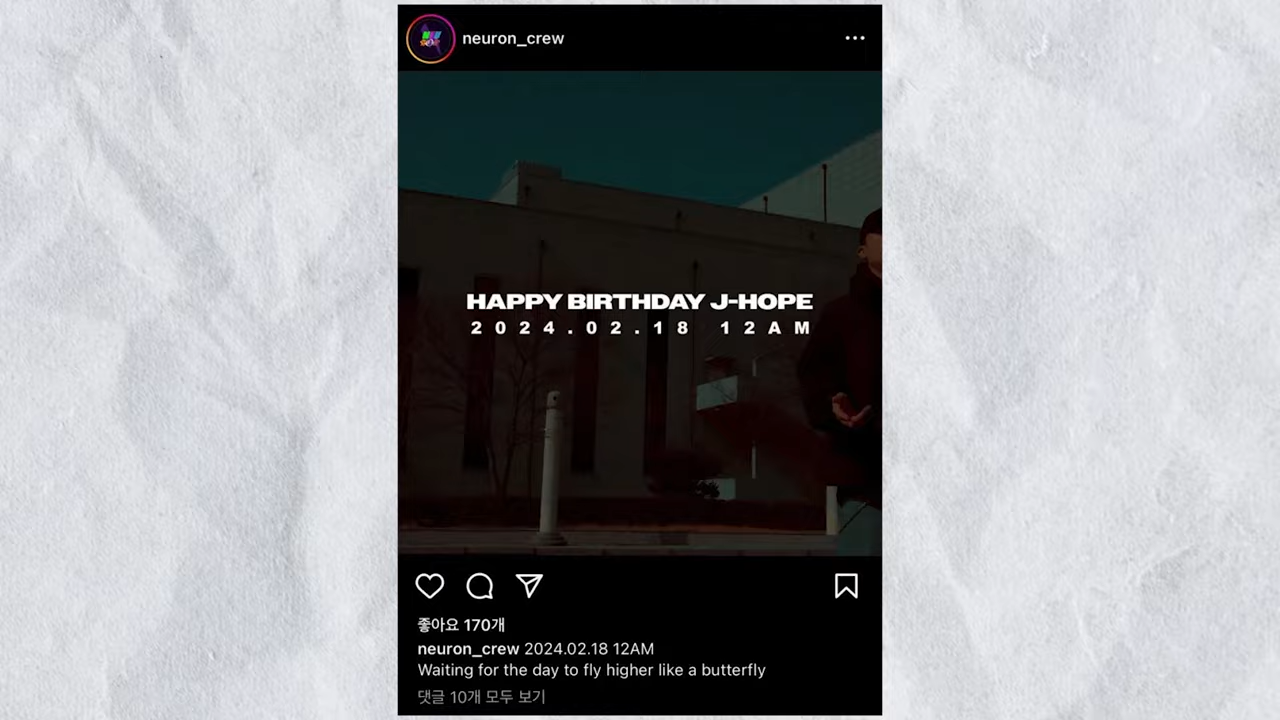 neuron_crew
HAPPY BIRTHDAY J-HOPE
2024.02.18 12AM
좋아요 170개
neuron_crew 2024.02.18 12AM
Waiting for the day to fly higher like a butterfly
댓글 10개 모두 보기